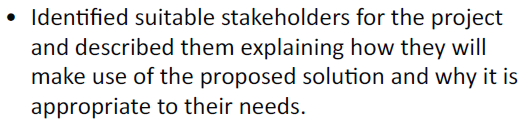 • Identified suitable stakeholders for the project
and described them explaining how they will
make use of the proposed solution and why it is
appropriate to their needs.